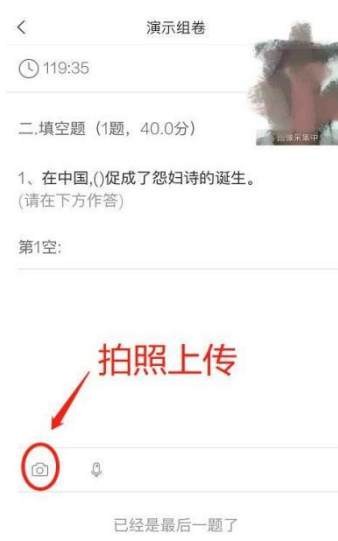 演示组卷
119:35
二.填空题（1题，40.0分）
1、在中国,()促成了怨妇诗的诞生。
(请在下方作答)
第1空:
拍照上传
已经是最后一题了